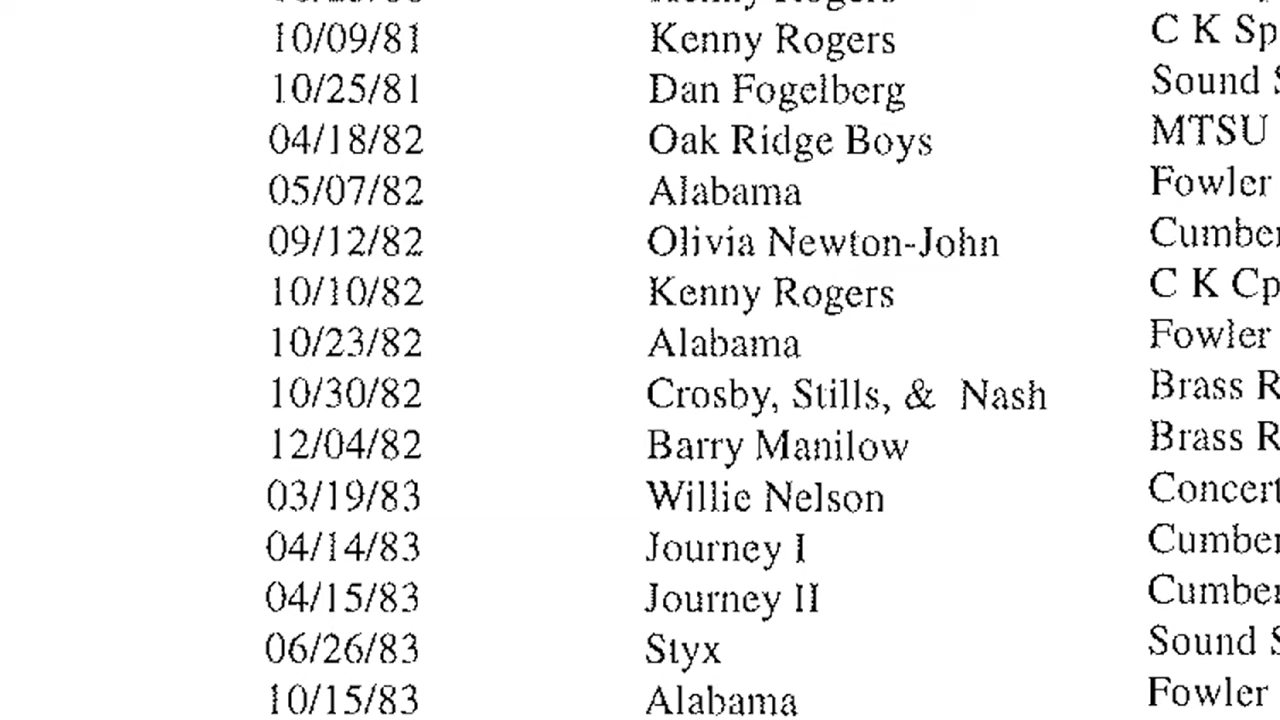 Kenny Rogers
10/09/81 Kenny Rogers C K Sp
10/25/81 Dan Fogelberg Sound S
04/18/82 Oak Ridge Boys MTSU
05/07/82 Alabama Fowler
09/12/82 Olivia Newton-John Cumber
10/10/82 Kenny Rogers C K Cp
10/23/82 Alabama Fowler
10/30/82 Crosby, Stills, & Nash Brass R
12/04/82 Barry Manilow Brass R
03/19/83 Willie Nelson Concert
04/14/83 Journey I Cumber
04/15/83 Journey II Cumber
06/26/83 Styx Sound S
10/15/83 Alabama Fowler